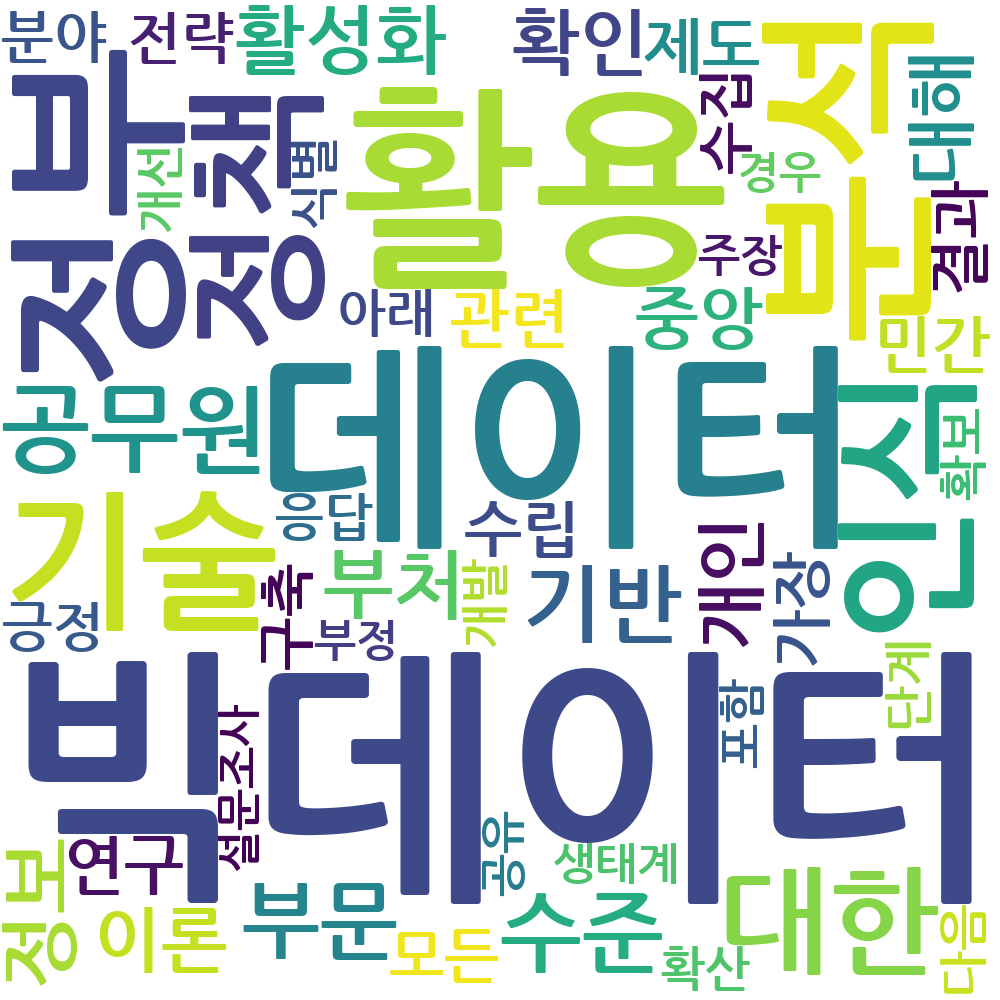 분야
전략
활성화
확인
제도
정부
정책
활용
분석
수집
대해
개선
식별
경우
결과
주장
아래
관련
중앙
민간
공무원
데이터
인식
확보
기술
응답
수립
개인
긍정
구축
부처
개발
기반
가장
부정
빅데이터
단계
포함
설문조사
정보
연구
공유
생태계
이론
부문
모든
수준
확산
대한
다음